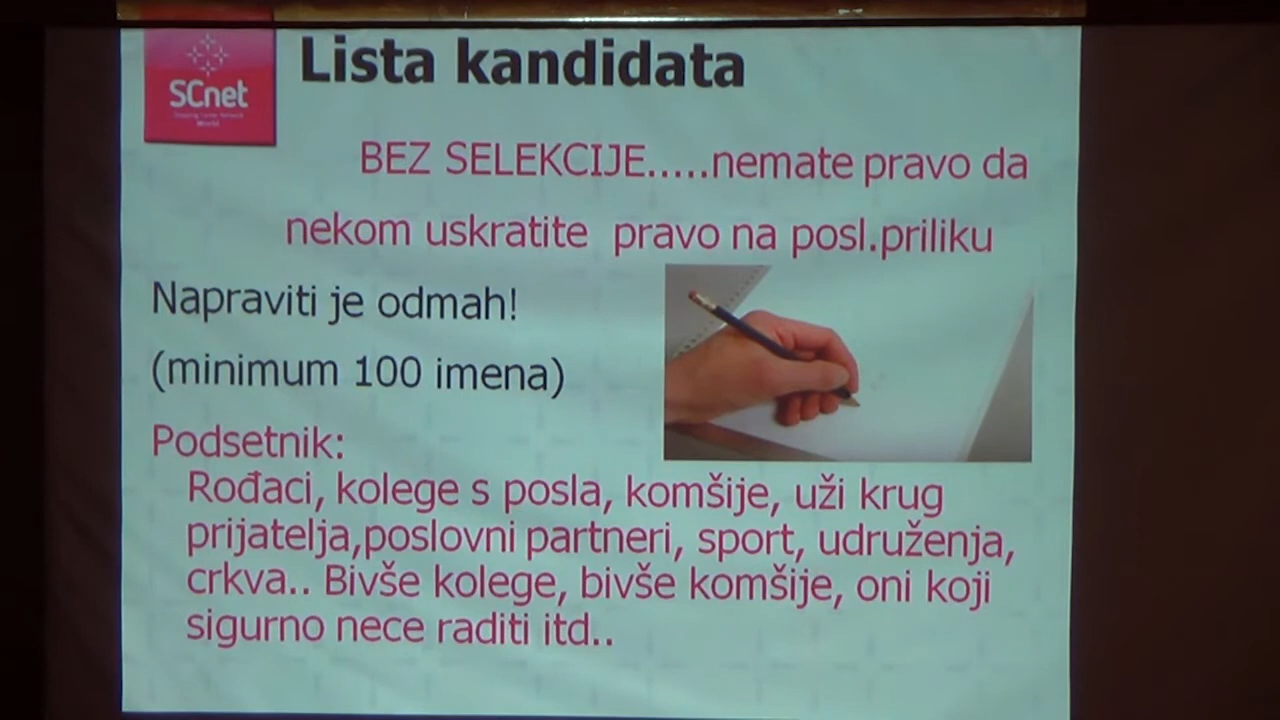 SCnet
World
Lista kandidata
BEZ SELEKCIJE.....nemate pravo da
nekom uskratite pravo na posl.priliku
Napraviti je odmah!
(minimum 100 imena)
Podsetnik:
Rođaci, kolege s posla, komšije, uži krug
prijatelja,poslovni partneri, sport, udruženja,
crkva.. Bivše kolege, bivše komšije, oni koji
sigurno nece raditi itd..